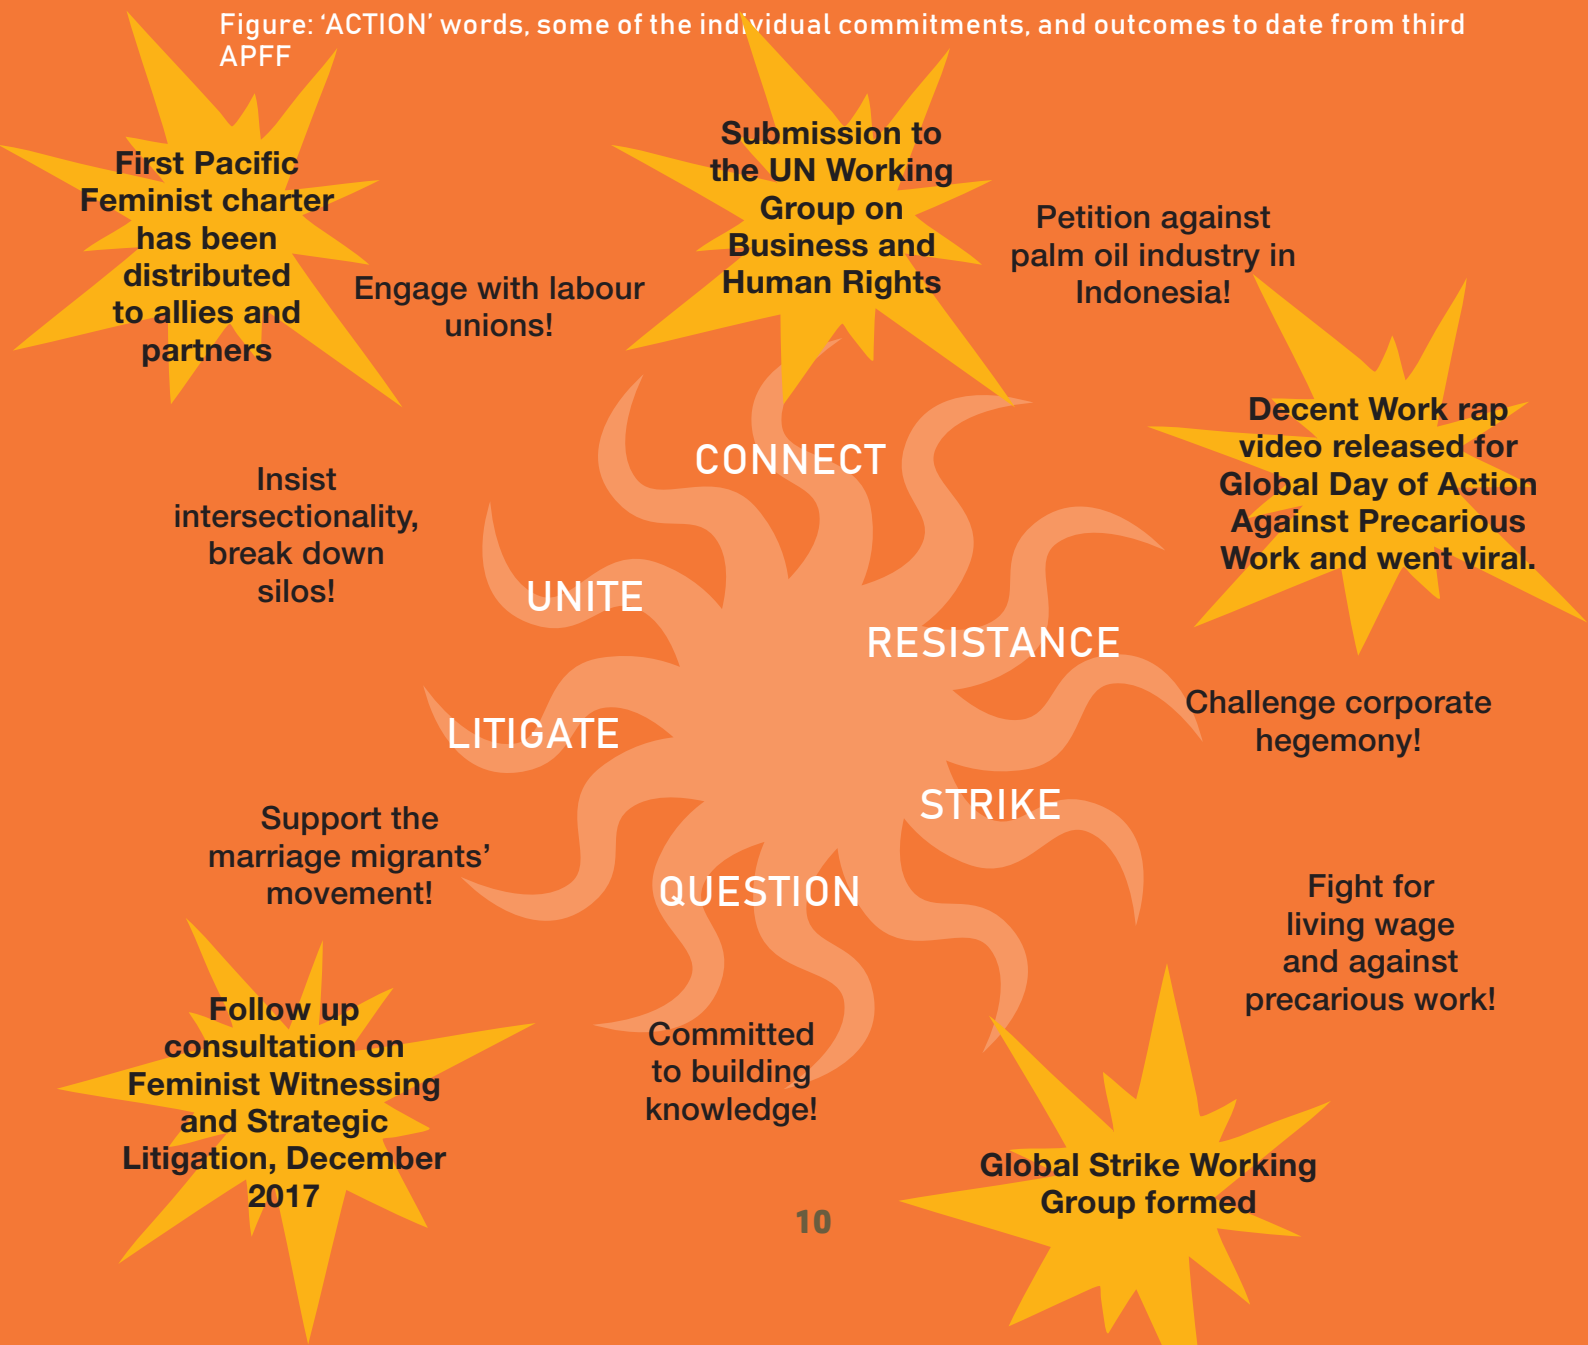 Figure: ‘ACTION’ words, some of the individual commitments, and outcomes to date from third
APFF
First Pacific
Feminist charter
has been
distributed
to allies and
partners
Engage with labour
unions!
Submission to
the UN Working
Group on
Business and
Human Rights
Petition against
palm oil industry in
Indonesia!
Decent Work rap
video released for
Global Day of Action
Against Precarious
Work and went viral.
CONNECT
Insist
intersectionality,
break down
silos!
UNITE
RESISTANCE
Challenge corporate
hegemony!
LITIGATE
STRIKE
Support the
marriage migrants’
movement!
QUESTION
Fight for
living wage
and against
precarious work!
Follow up
consultation on
Feminist Witnessing
and Strategic
Litigation, December
2017
Committed
to building
knowledge!
Global Strike Working
Group formed
10